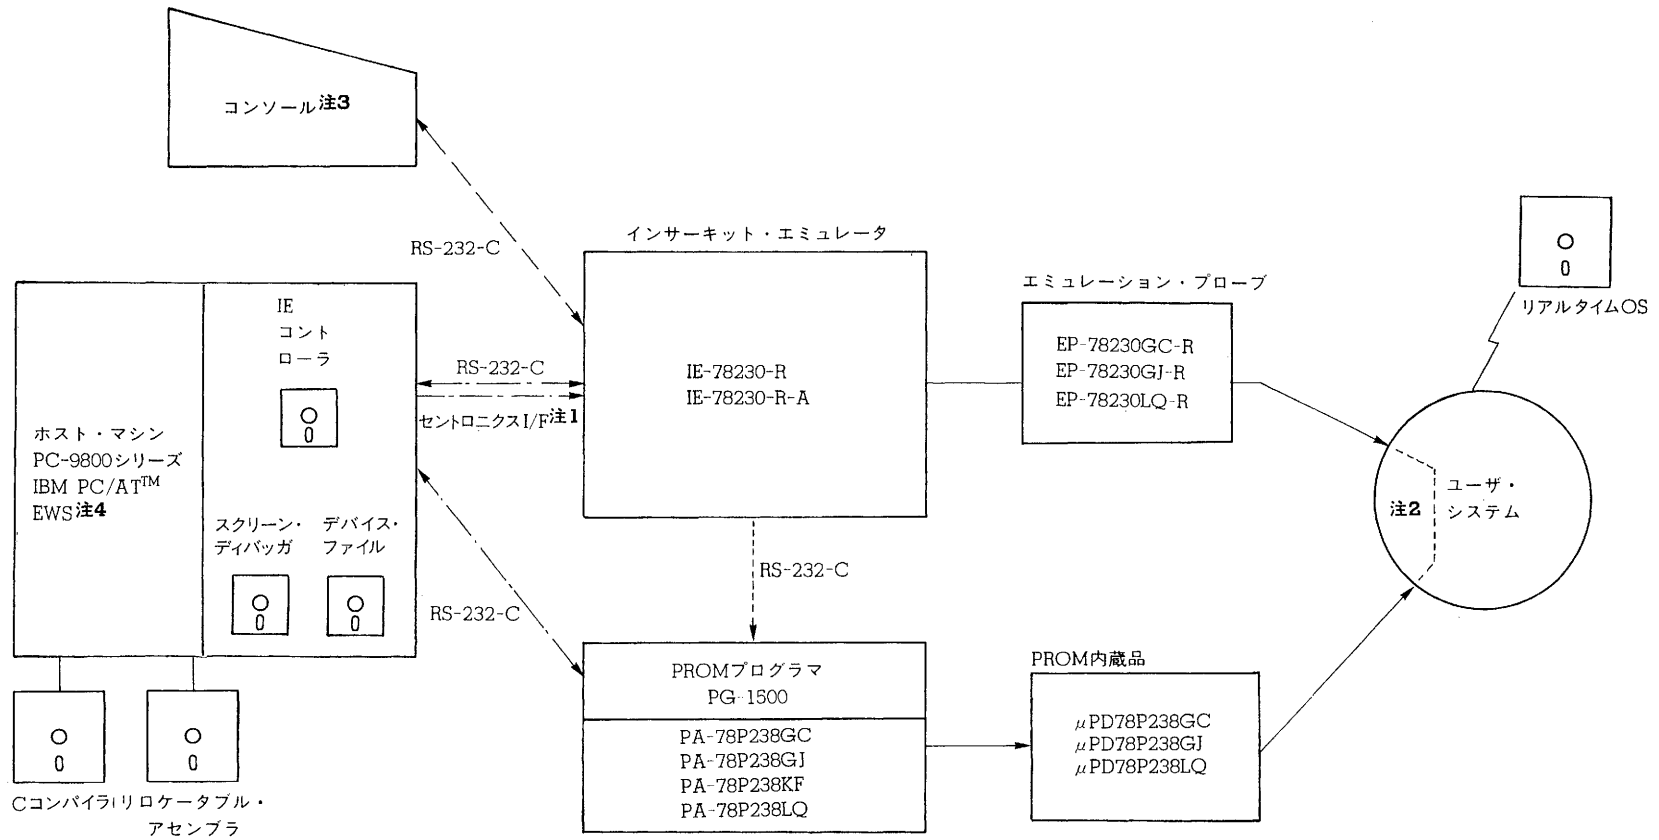 コンソール注3
RS-232-C
インサーキット・エミュレータ
IE-78230-R
IE-78230-R-A
エミュレーション・プローブ
EP-78230GC-R
EP-78230GJ-R
EP-78230LQ-R
リアルタイムOS
IE
コント
ローラ
RS-232-C
セントロニクスI/F注1
ホスト・マシン
PC-9800シリーズ
IBM PC/AT™
EWS注4
スクリーン・
ディバッガ
デバイス・
ファイル
注2
ユーザ・
システム
RS-232-C
RS-232-C
PROMプログラマ
PG-1500
PA-78P238GC
PA-78P238GJ
PA-78P238KF
PA-78P238LQ
PROM内蔵品
μPD78P238GC
μPD78P238GJ
μPD78P238LQ
Cコンパイラ
リロケータブル・
アセンブラ